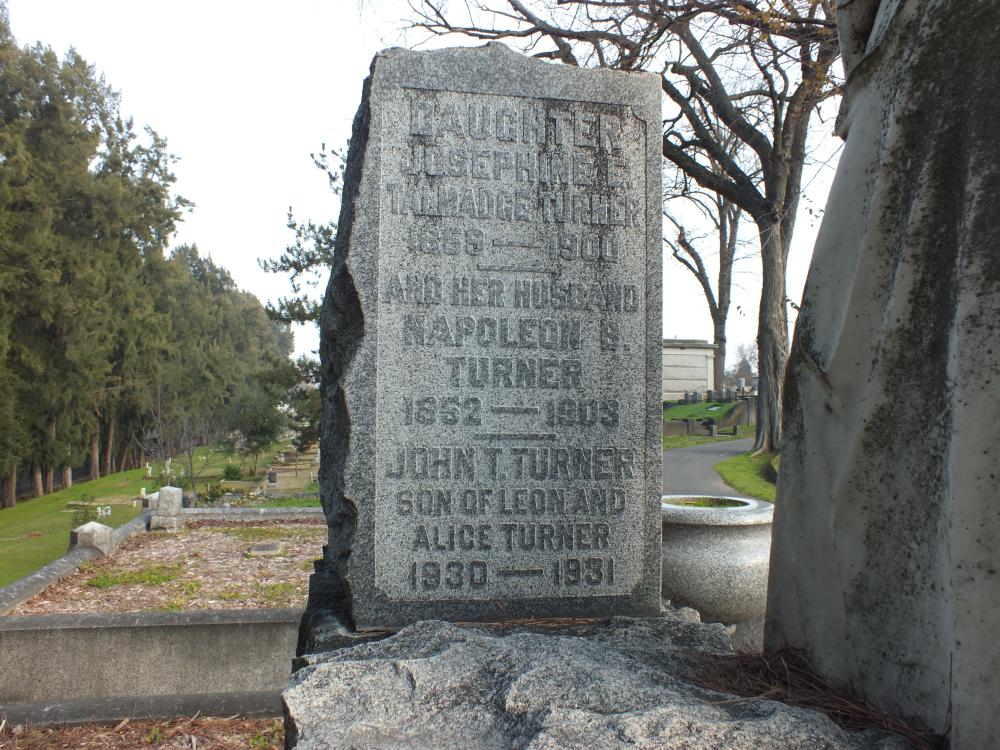 DAUGHTER
JOSEPHINE E.
TALMADGE TURNER
1859 — 1900
AND HER HUSBAND
NAPOLEON B.
TURNER
1852 — 1903
JOHN T. TURNER
SON OF LEON AND
ALICE TURNER
1930 — 1931